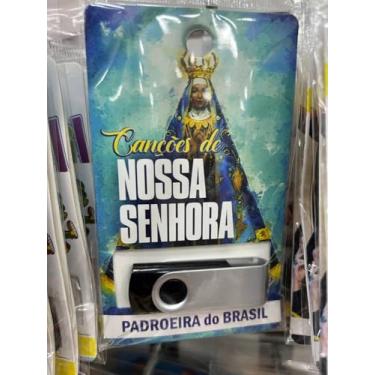 Canções de
NOSSA
SENHORA
PADROEIRA do BRASIL